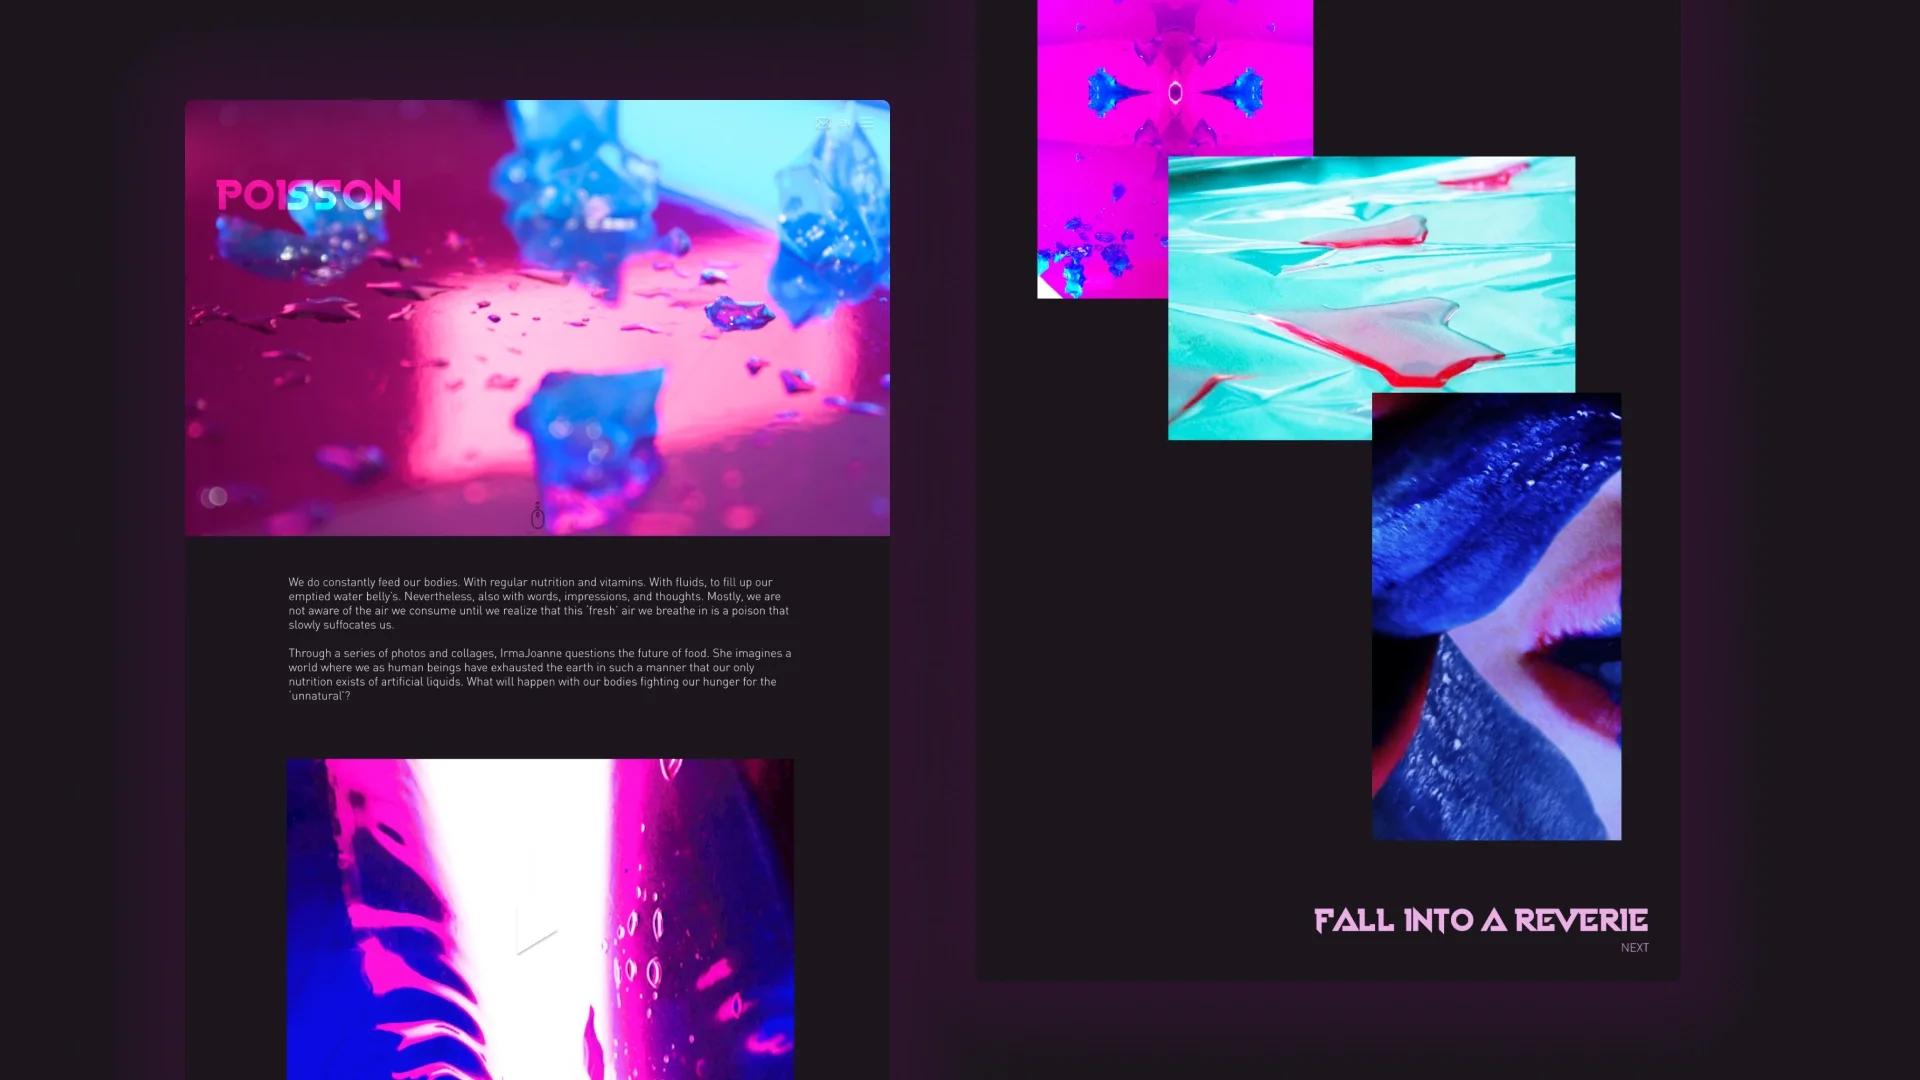 POISSON
EN
We do constantly feed our bodies. With regular nutrition and vitamins. With fluids, to fill up our
emptied water belly's. Nevertheless, also with words, impressions, and thoughts. Mostly, we are
not aware of the air we consume until we realize that this 'fresh' air we breathe in is a poison that
slowly suffocates us.
Through a series of photos and collages, IrmaJoanne questions the future of food. She imagines a
world where we as human beings have exhausted the earth in such a manner that our only
nutrition exists of artificial liquids. What will happen with our bodies fighting our hunger for the
'unnatural'?
FALL INTO A REVERIE
NEXT